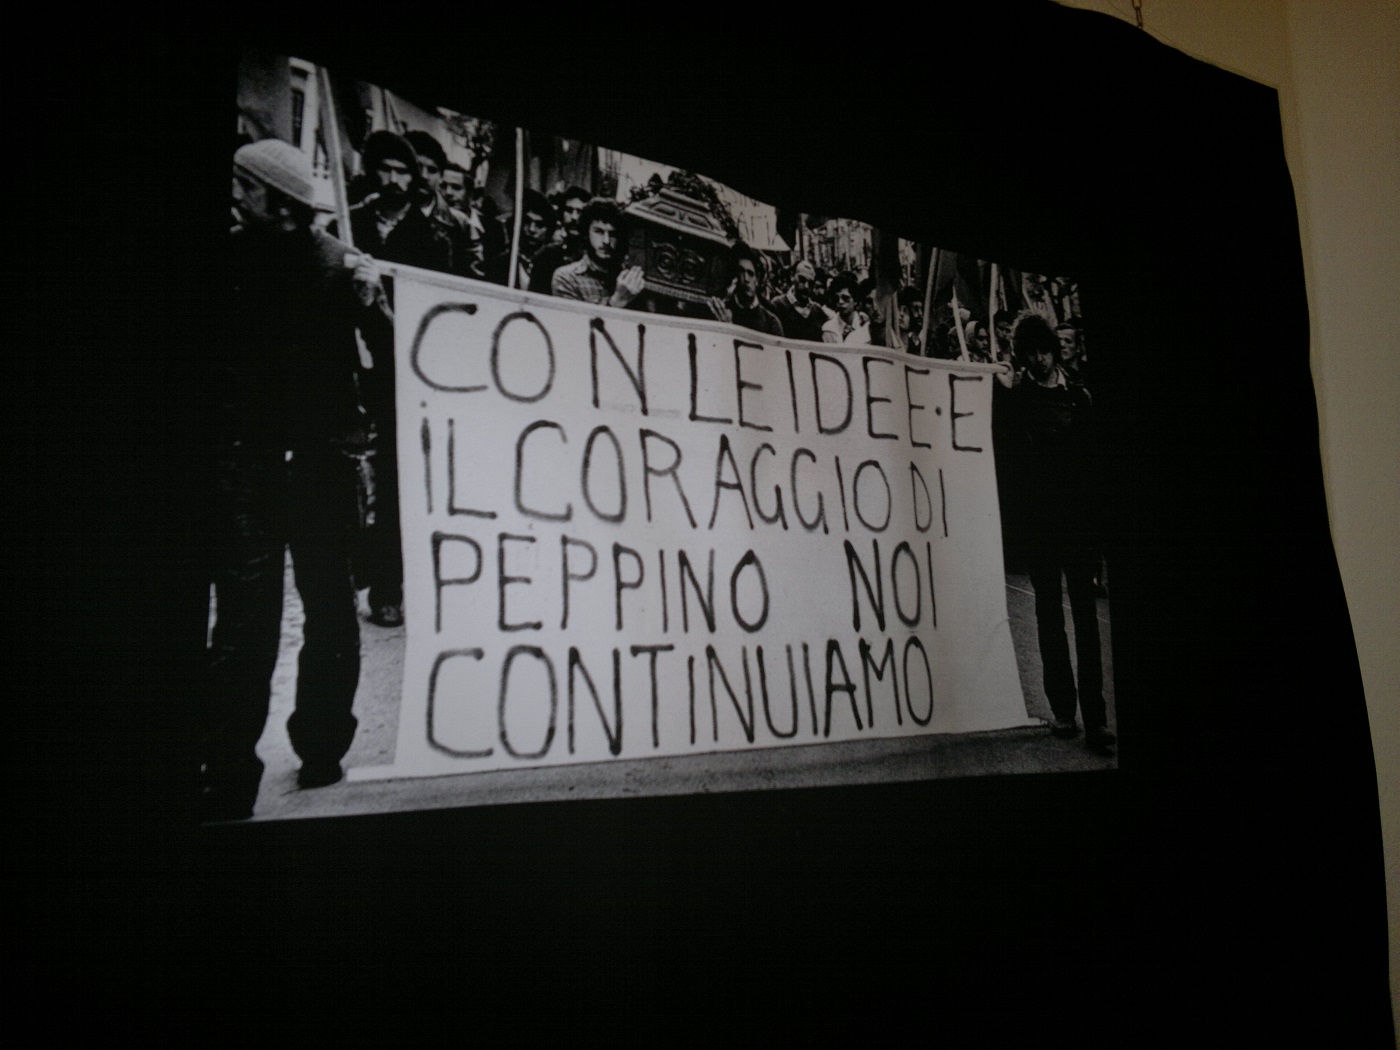 CON LE IDEE·E
IL CORAGGIO DI
PEPPINO NOI
CONTINUIAMO